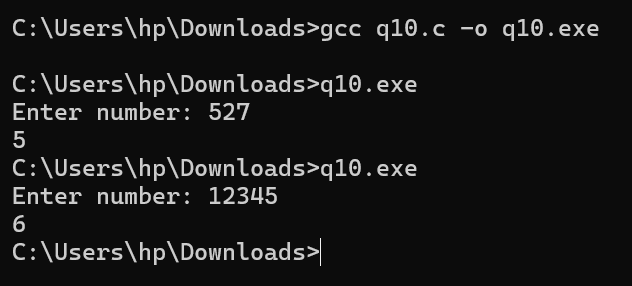 C:\Users\hp\Downloads>gcc q10.c -o q10.exe
C:\Users\hp\Downloads>q10.exe
Enter number: 527
5
C:\Users\hp\Downloads>q10.exe
Enter number: 12345
6
C:\Users\hp\Downloads>